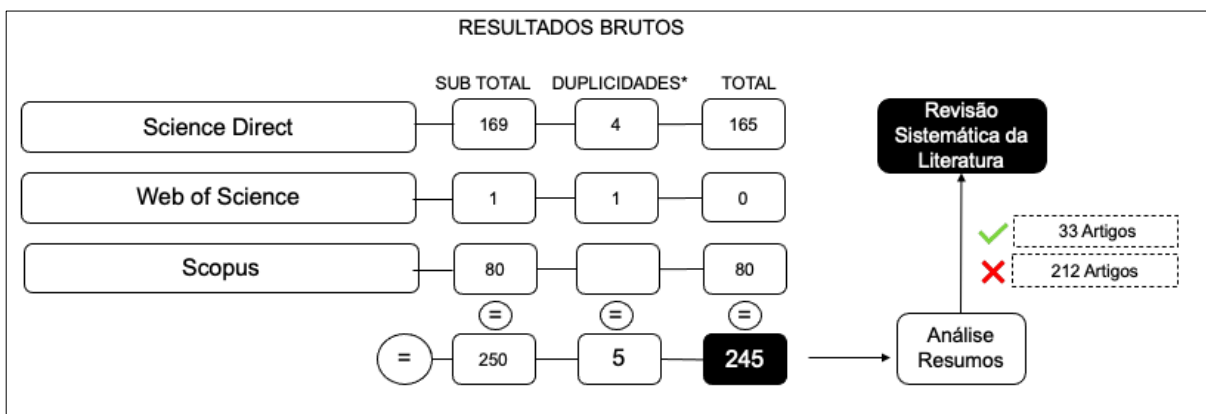 RESULTADOS BRUTOS
SUB TOTAL DUPLICIDADES* TOTAL
Science Direct 169 4 165
Web of Science 1 1 0
Scopus 80 80
= = =
= 250 5 245
Revisão
Sistemática da
Literatura
33 Artigos
212 Artigos
Análise
Resumos